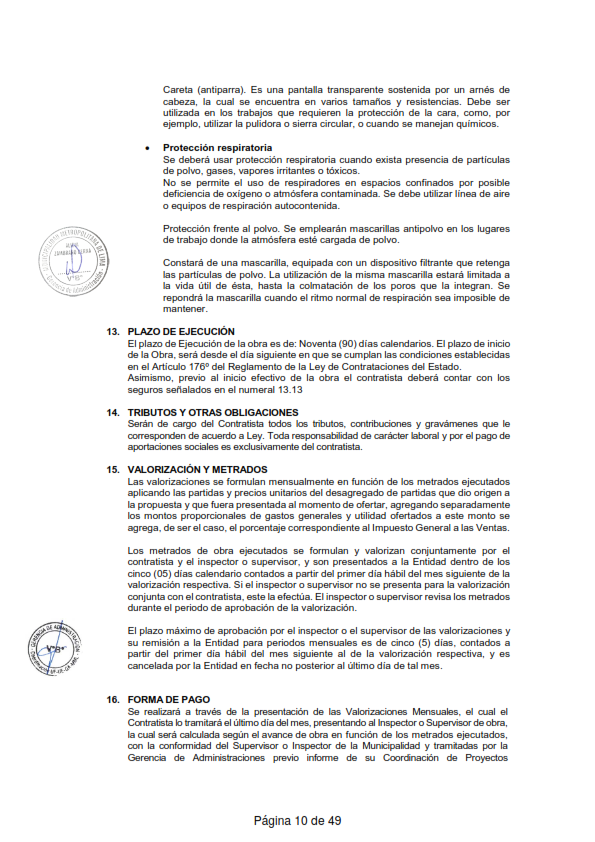 Careta (antiparra). Es una pantalla transparente sostenida por un arnés de
cabeza, la cual se encuentra en varios tamaños y resistencias. Debe ser
utilizada en los trabajos que requieren la protección de la cara, como, por
ejemplo, utilizar la pulidora o sierra circular, o cuando se manejan químicos.
• Protección respiratoria
Se deberá usar protección respiratoria cuando exista presencia de partículas
de polvo, gases, vapores irritantes o tóxicos.
No se permite el uso de respiradores en espacios confinados por posible
deficiencia de oxígeno o atmósfera contaminada. Se debe utilizar línea de aire
o equipos de respiración autocontenida.
Protección frente al polvo. Se emplearán mascarillas antipolvo en los lugares
de trabajo donde la atmósfera esté cargada de polvo.
Constará de una mascarilla, equipada con un dispositivo filtrante que retenga
las partículas de polvo. La utilización de la misma mascarilla estará limitada a
la vida útil de ésta, hasta la colmatación de los poros que la integran. Se
repondrá la mascarilla cuando el ritmo normal de respiración sea imposible de
mantener.
13. PLAZO DE EJECUCIÓN
El plazo de Ejecución de la obra es de: Noventa (90) días calendarios. El plazo de inicio
de la Obra, será desde el día siguiente en que se cumplan las condiciones establecidas
en el Artículo 176º del Reglamento de la Ley de Contrataciones del Estado.
Asimismo, previo al inicio efectivo de la obra el contratista deberá contar con los
seguros señalados en el numeral 13.13
14. TRIBUTOS Y OTRAS OBLIGACIONES
Serán de cargo del Contratista todos los tributos, contribuciones y gravámenes que le
corresponden de acuerdo a Ley. Toda responsabilidad de carácter laboral y por el pago de
aportaciones sociales es exclusivamente del contratista.
15. VALORIZACIÓN Y METRADOS
Las valorizaciones se formulan mensualmente en función de los metrados ejecutados
aplicando las partidas y precios unitarios del desagregado de partidas que dio origen a
la propuesta y que fuera presentada al momento de ofertar, agregando separadamente
los montos proporcionales de gastos generales y utilidad ofertados a este monto se
agrega, de ser el caso, el porcentaje correspondiente al Impuesto General a las Ventas.
Los metrados de obra ejecutados se formulan y valorizan conjuntamente por el
contratista y el inspector o supervisor, y son presentados a la Entidad dentro de los
cinco (05) días calendario contados a partir del primer día hábil del mes siguiente de la
valorización respectiva. Si el inspector o supervisor no se presenta para la valorización
conjunta con el contratista, este la efectúa. El inspector o supervisor revisa los metrados
durante el periodo de aprobación de la valorización.
El plazo máximo de aprobación por el inspector o el supervisor de las valorizaciones y
su remisión a la Entidad para periodos mensuales es de cinco (5) días, contados a
partir del primer día hábil del mes siguiente al de la valorización respectiva, y es
cancelada por la Entidad en fecha no posterior al último día de tal mes.
16. FORMA DE PAGO
Se realizará a través de la presentación de las Valorizaciones Mensuales, el cual el
Contratista lo tramitará el último día del mes, presentando al Inspector o Supervisor de obra,
la cual será calculada según el avance de obra en función de los metrados ejecutados,
con la conformidad del Supervisor o Inspector de la Municipalidad y tramitadas por la
Gerencia de Administraciones previo informe de su Coordinación de Proyectos
MUNICIPALIDAD METROPOLITANA DE LIMA
Gerencia de Administración
VºBº
GERENCIA DE ADMINISTRACIÓN
VºBº
Página 10 de 49